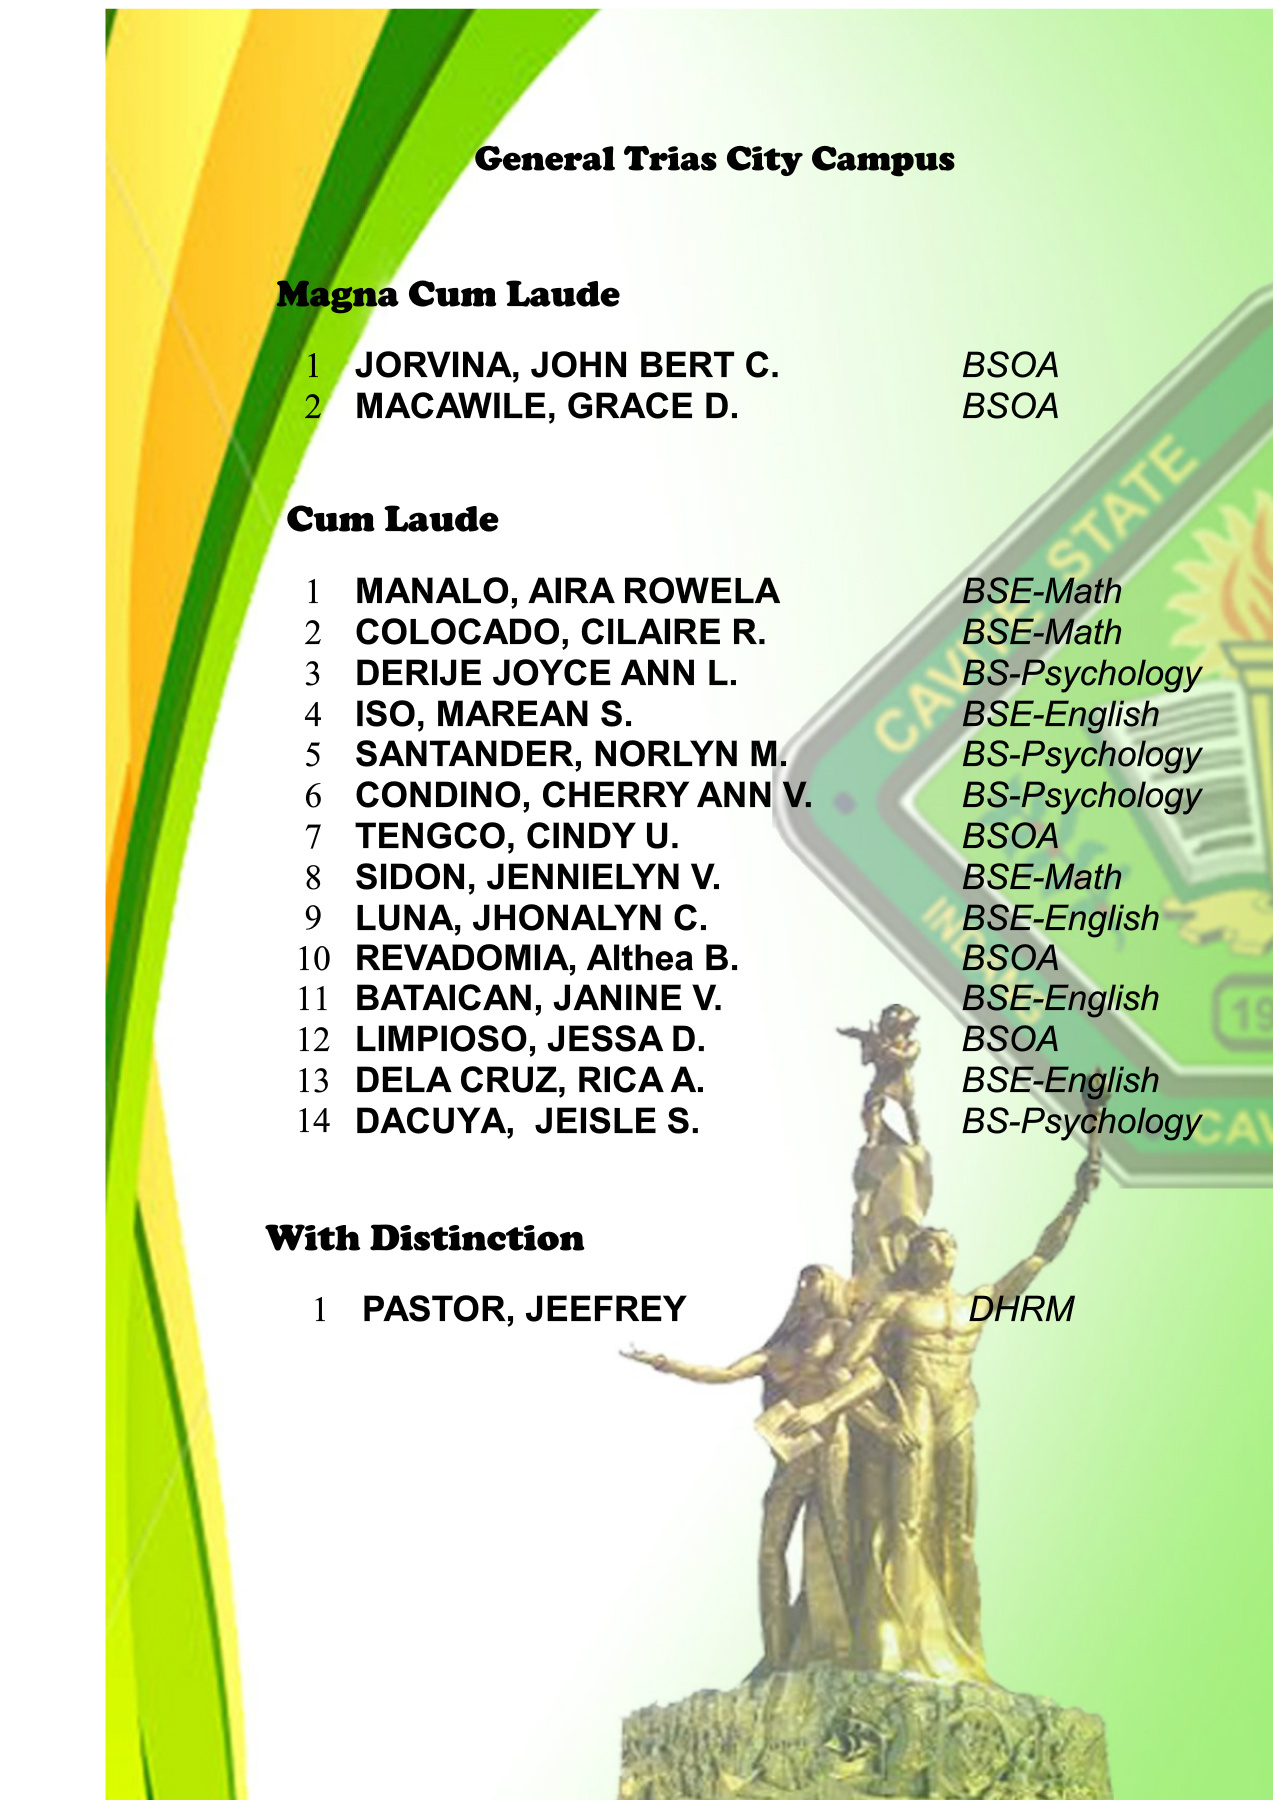 General Trias City Campus
Magna Cum Laude
1 JORVINA, JOHN BERT C. BSOA
2 MACAWILE, GRACE D. BSOA
Cum Laude
1 MANALO, AIRA ROWELA BSE-Math
2 COLOCADO, CILAIRE R. BSE-Math
3 DERIJE JOYCE ANN L. BS-Psychology
4 ISO, MAREAN S. BSE-English
5 SANTANDER, NORLYN M. BS-Psychology
6 CONDINO, CHERRY ANN V. BS-Psychology
7 TENGCO, CINDY U. BSOA
8 SIDON, JENNIELYN V. BSE-Math
9 LUNA, JHONALYN C. BSE-English
10 REVADOMIA, Althea B. BSOA
11 BATAICAN, JANINE V. BSE-English
12 LIMPIOSO, JESSA D. BSOA
13 DELA CRUZ, RICA A. BSE-English
14 DACUYA, JEISLE S. BS-Psychology
With Distinction
1 PASTOR, JEEFREY DHRM
CAVITE STATE
19
CAV